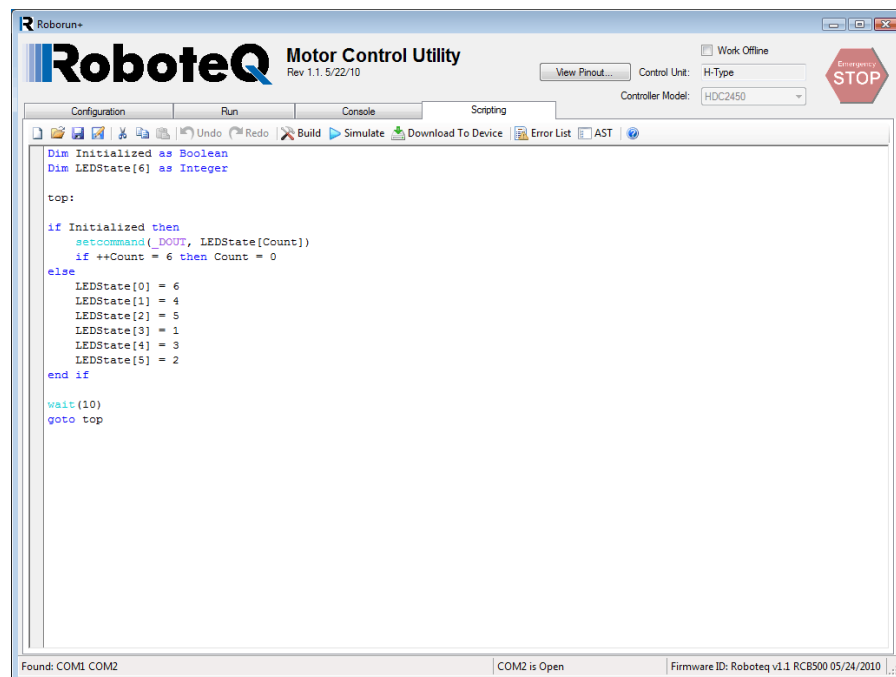 Roborun+
RoboteQ
Motor Control Utility
Rev 1.1. 5/22/10
Work Offline
View Pinout...
Control Unit:
H-Type
Controller Model:
HDC2450
Emergency
STOP
Configuration
Run
Console
Scripting
Undo
Redo
Build
Simulate
Download To Device
Error List
AST
Dim Initialized as Boolean
Dim LEDState[6] as Integer
top:
if Initialized then
setcommand(_DOUT, LEDState[Count])
if ++Count = 6 then Count = 0
else
LEDState[0] = 6
LEDState[1] = 4
LEDState[2] = 5
LEDState[3] = 1
LEDState[4] = 3
LEDState[5] = 2
end if
wait(10)
goto top
Found: COM1 COM2
COM2 is Open
Firmware ID: Roboteq v1.1 RCB500 05/24/2010